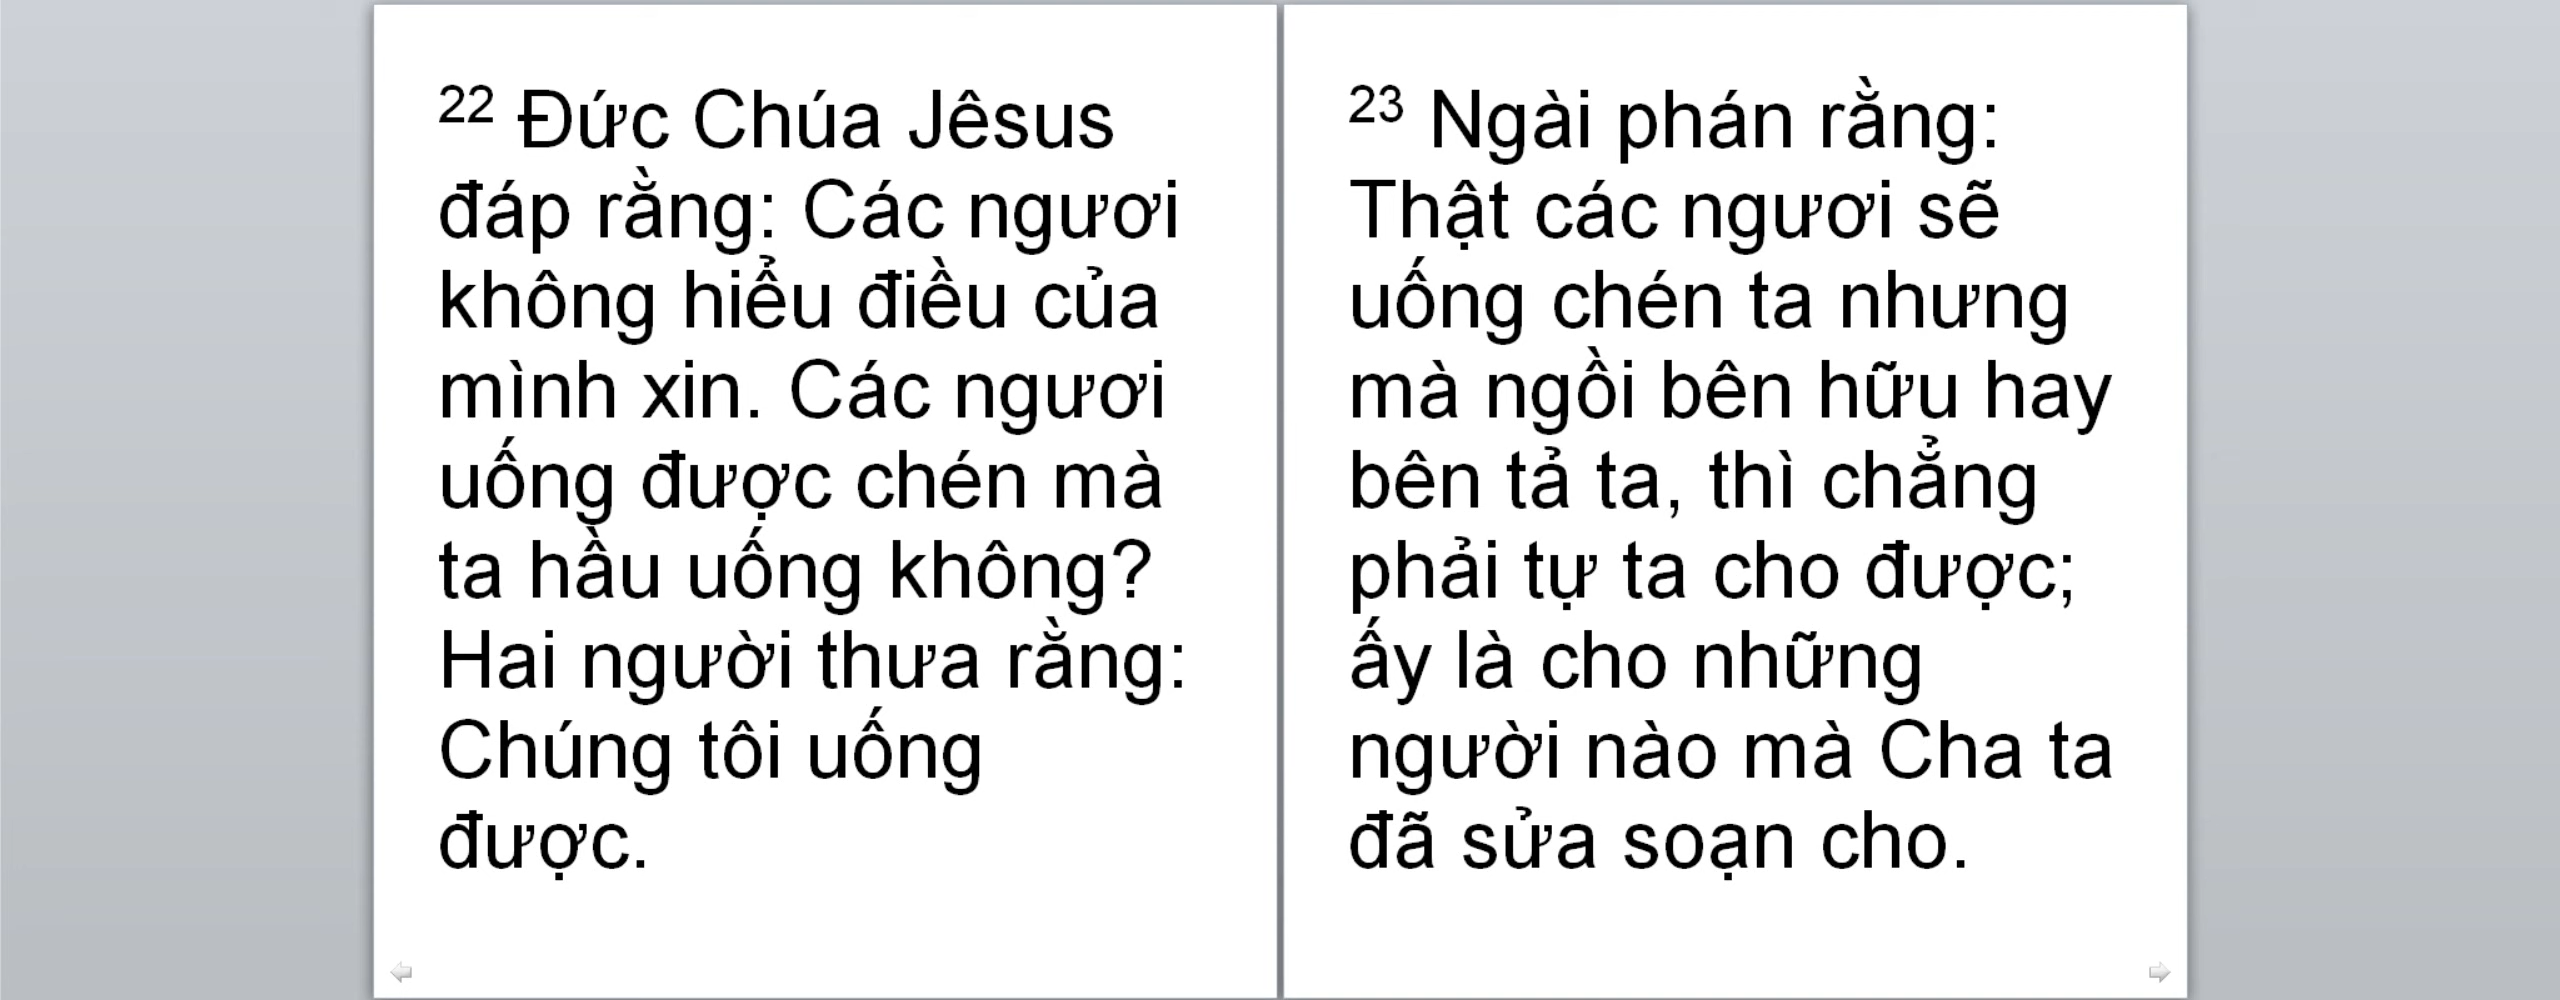 22 Đức Chúa Jêsus
đáp rằng: Các ngươi
không hiểu điều của
mình xin. Các ngươi
uống được chén mà
ta hầu uống không?
Hai người thưa rằng:
Chúng tôi uống
được.
23 Ngài phán rằng:
Thật các ngươi sẽ
uống chén ta nhưng
mà ngồi bên hữu hay
bên tả ta, thì chẳng
phải tự ta cho được;
ấy là cho những
người nào mà Cha ta
đã sửa soạn cho.